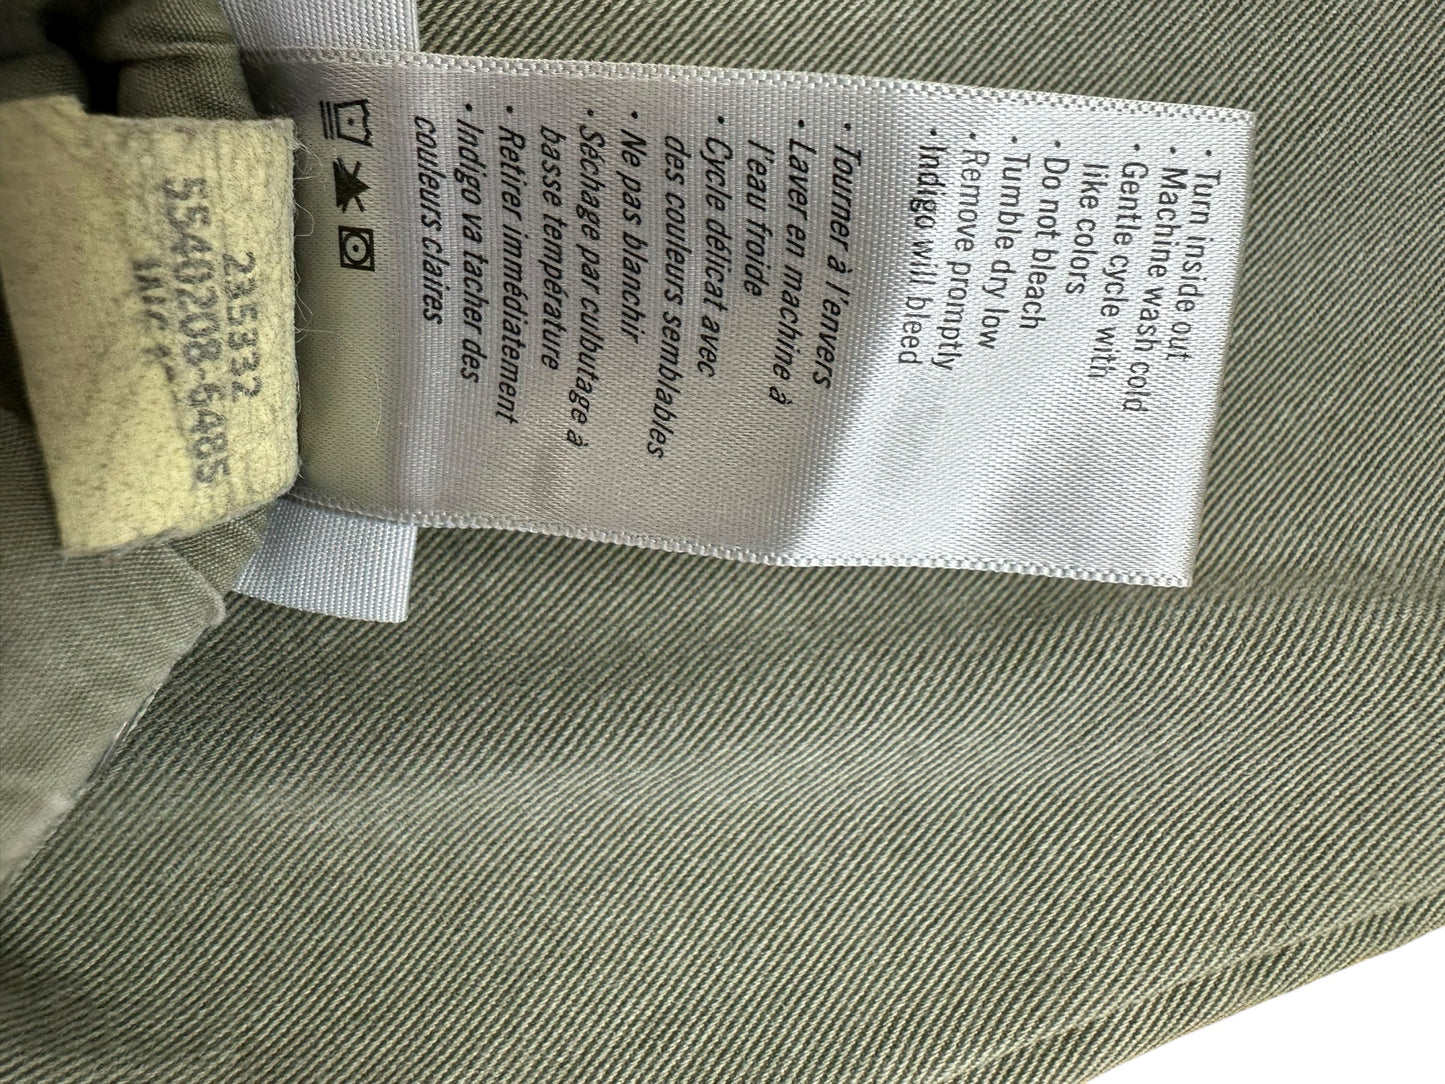 • Turn inside out
• Machine wash cold
• Gentle cycle with
like colors
• Do not bleach
• Tumble dry low
• Remove promptly
• Indigo will bleed
• Tourner à l'envers
• Laver en machine à
l'eau froide
• Cycle délicat avec
des couleurs semblables
• Ne pas blanchir
• Séchage par culbutage à
basse température
• Retirer immédiatement
• Indigo va tacher des
couleurs claires
235332
5540208-6485